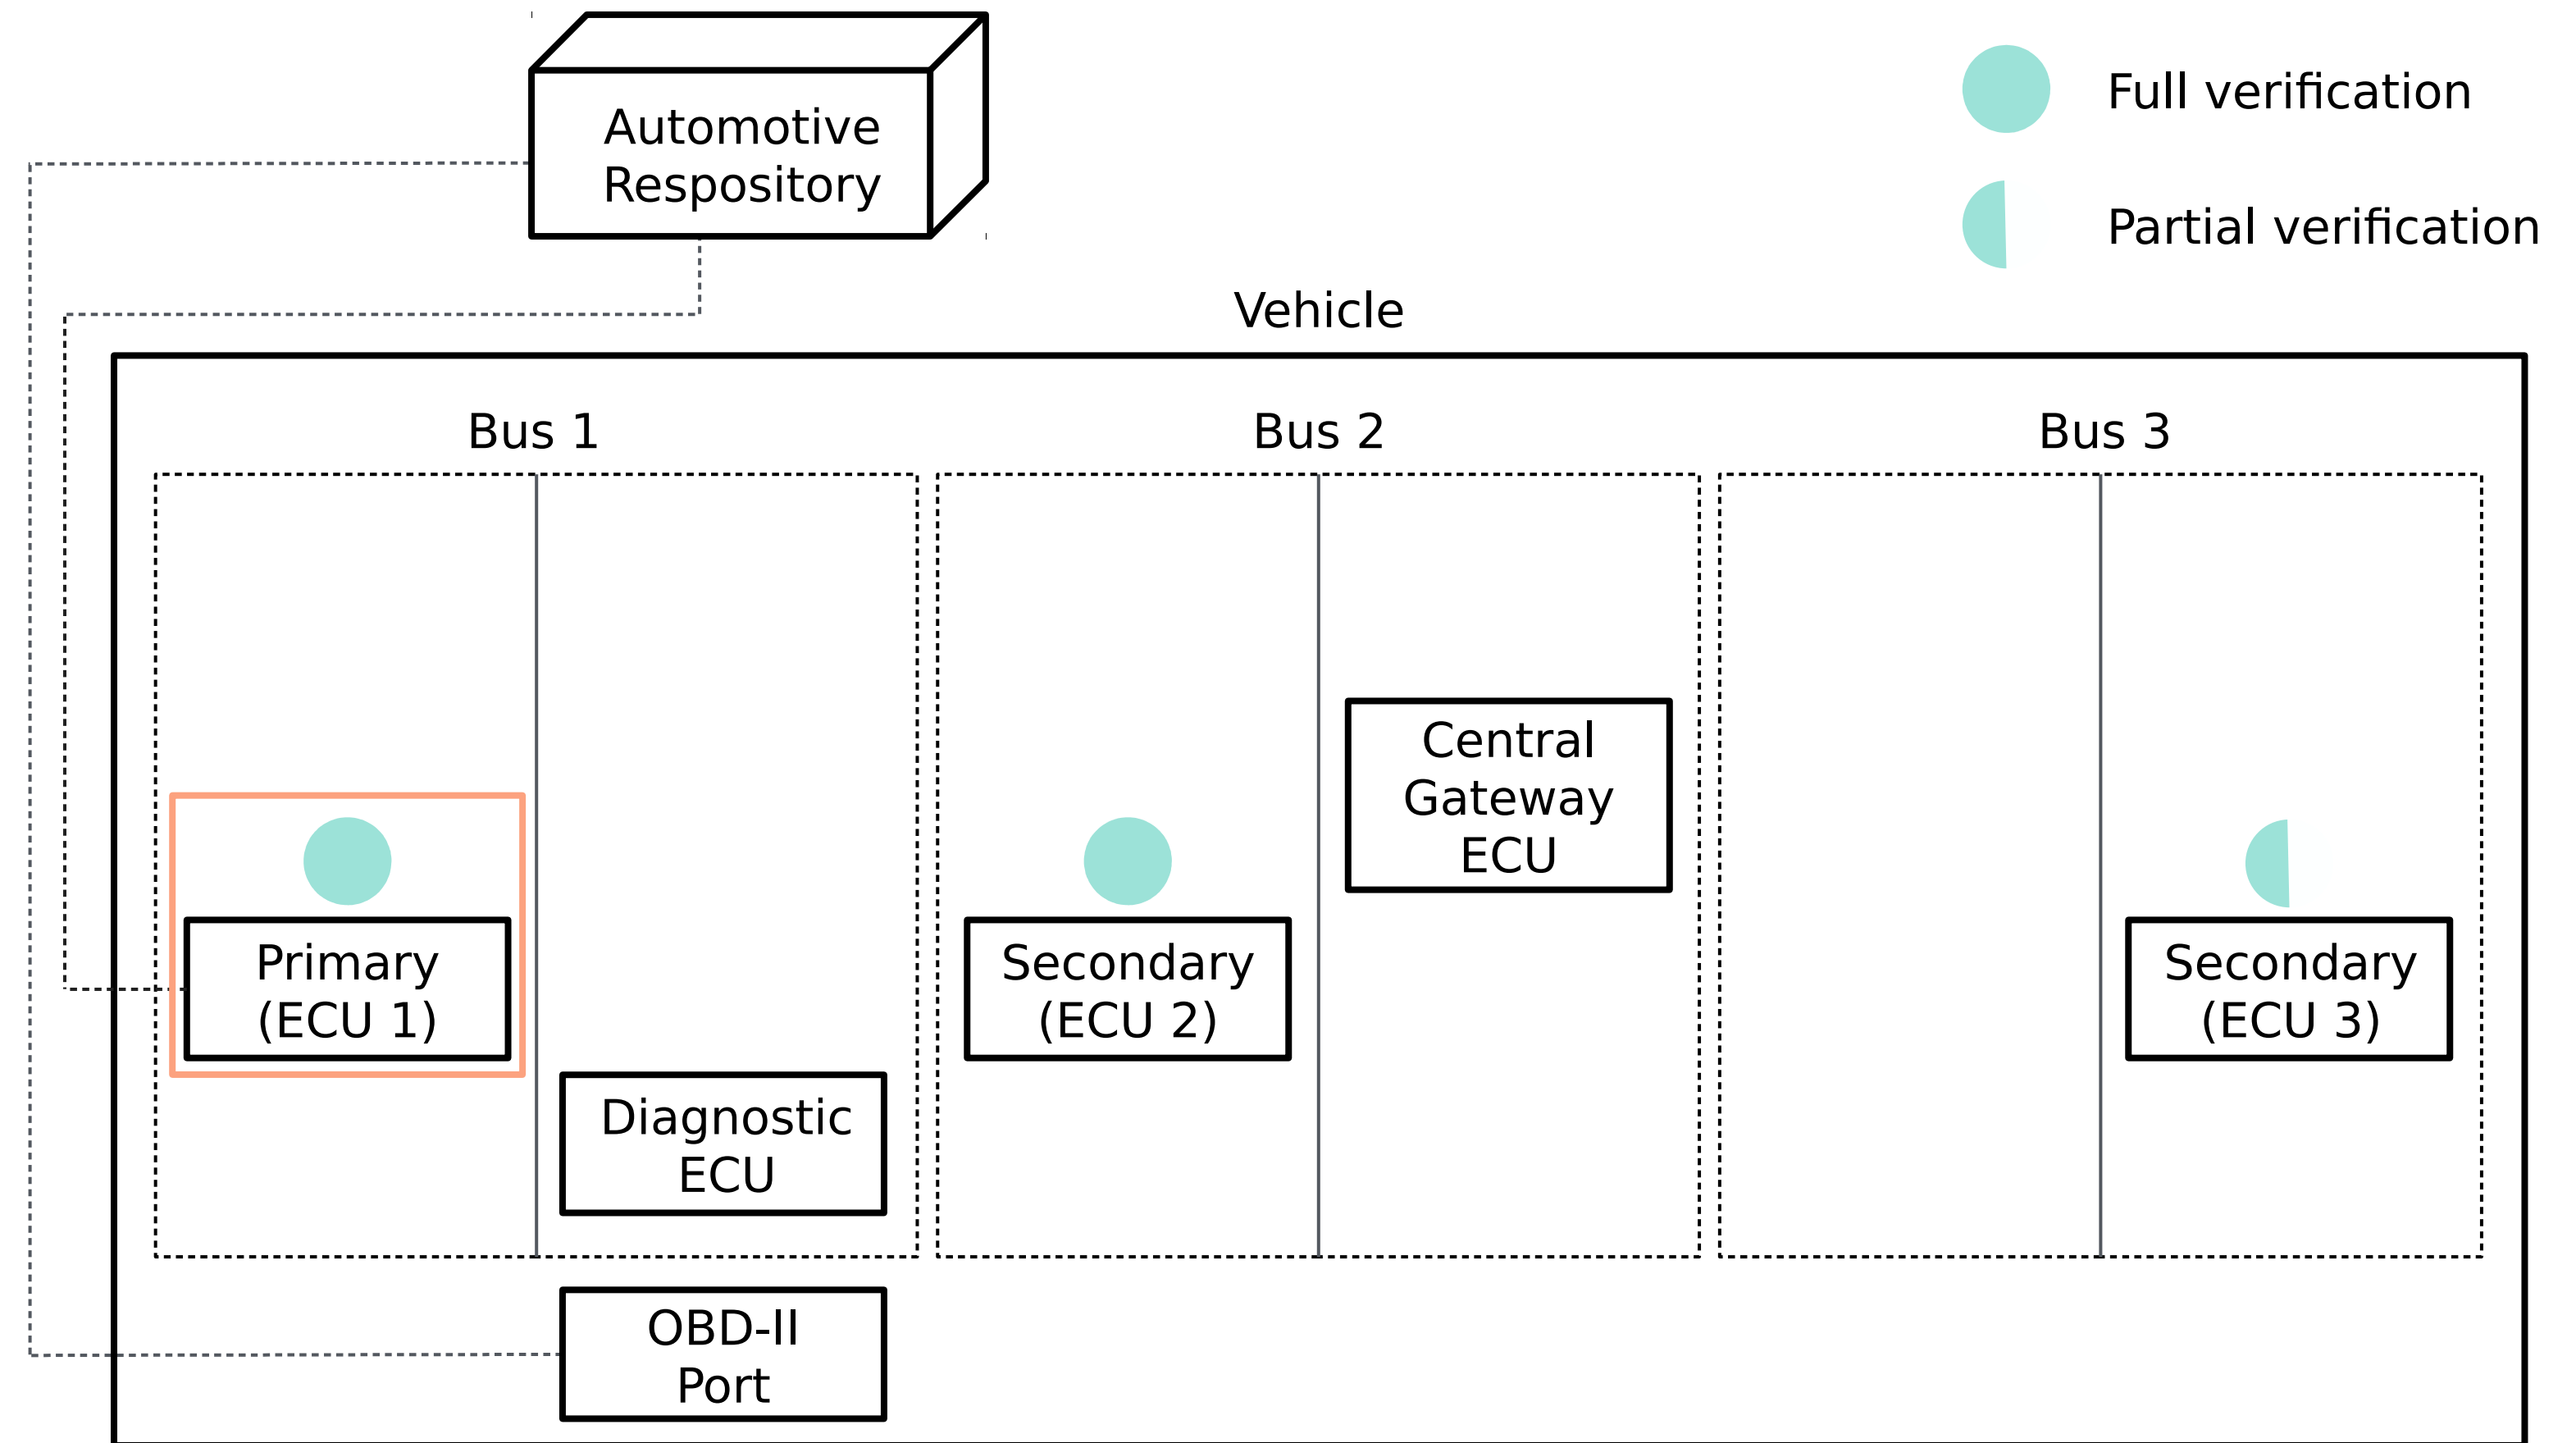 Automotive
Respository
Full verification
Partial verification
Vehicle
Bus 1
Bus 2
Bus 3
Central
Gateway
ECU
Primary
(ECU 1)
Secondary
(ECU 2)
Secondary
(ECU 3)
Diagnostic
ECU
OBD-II
Port